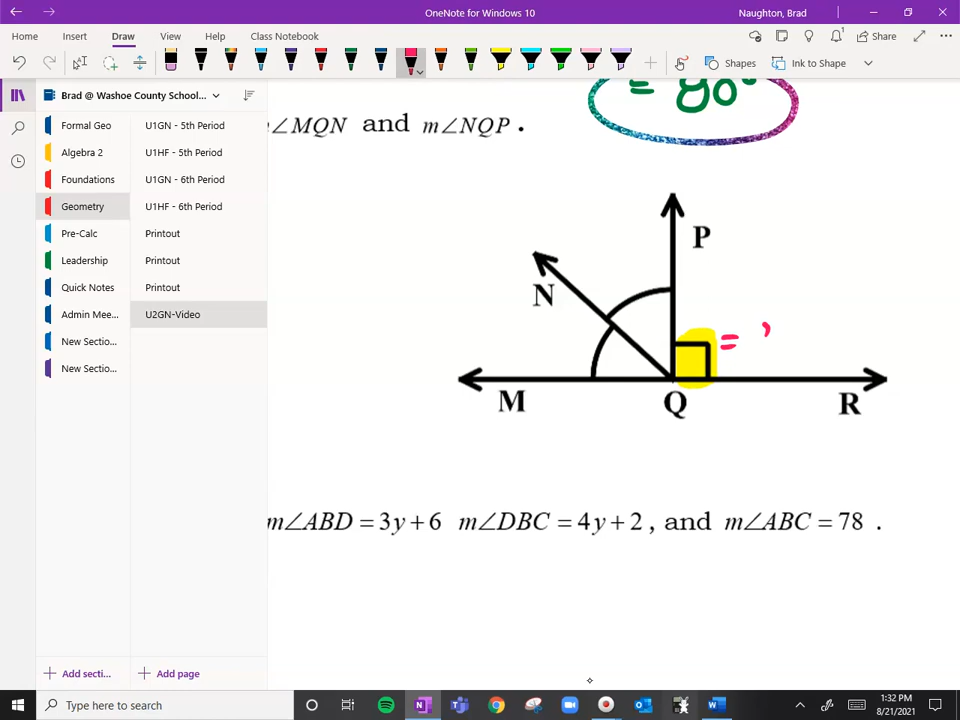 OneNote for Windows 10
Naughton, Brad
Home Insert Draw View Help Class Notebook
Share
Shapes
Ink to Shape
Brad @ Washoe County School...
Formal Geo
Algebra 2
Foundations
Geometry
Pre-Calc
Leadership
Quick Notes
Admin Mee...
New Sectio...
New Sectio...
U1GN - 5th Period
U1HF - 5th Period
U1GN - 6th Period
U1HF - 6th Period
Printout
Printout
Printout
U2GN-Video
Add secti...
Add page
= 90°
∠MQN and m∠NQP.
P
N
=
M
Q
R
m∠ABD = 3y + 6 m∠DBC = 4y + 2, and m∠ABC = 78 .
Type here to search
1:32 PM
8/21/2021